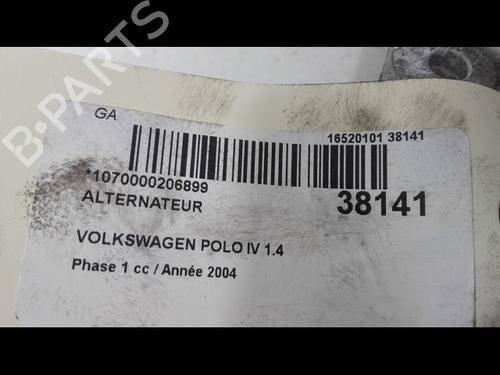 GA
16520101 38141
*1070000206899
ALTERNATEUR
38141
VOLKSWAGEN POLO IV 1.4
Phase 1 cc / Année 2004
B-PARTS